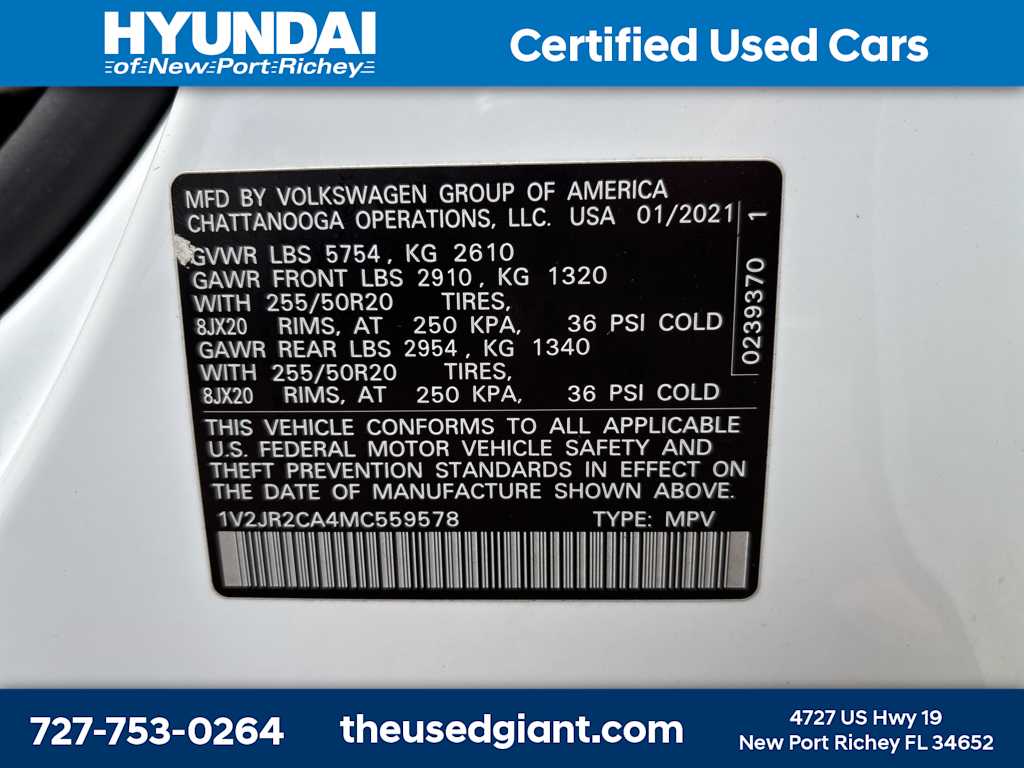 HYUNDAI
of New Port Richey
Certified Used Cars
MFD BY VOLKSWAGEN GROUP OF AMERICA
CHATTANOOGA OPERATIONS, LLC. USA 01/2021
GVWR LBS 5754, KG 2610
GAWR FRONT LBS 2910, KG 1320
WITH 255/50R20 TIRES,
8JX20 RIMS, AT 250 KPA, 36 PSI COLD
GAWR REAR LBS 2954, KG 1340
WITH 255/50R20 TIRES,
8JX20 RIMS, AT 250 KPA, 36 PSI COLD
0239370 1
THIS VEHICLE CONFORMS TO ALL APPLICABLE
U.S. FEDERAL MOTOR VEHICLE SAFETY AND
THEFT PREVENTION STANDARDS IN EFFECT ON
THE DATE OF MANUFACTURE SHOWN ABOVE.
1V2JR2CA4MC559578 TYPE: MPV
727-753-0264
theusedgiant.com
4727 US Hwy 19
New Port Richey FL 34652